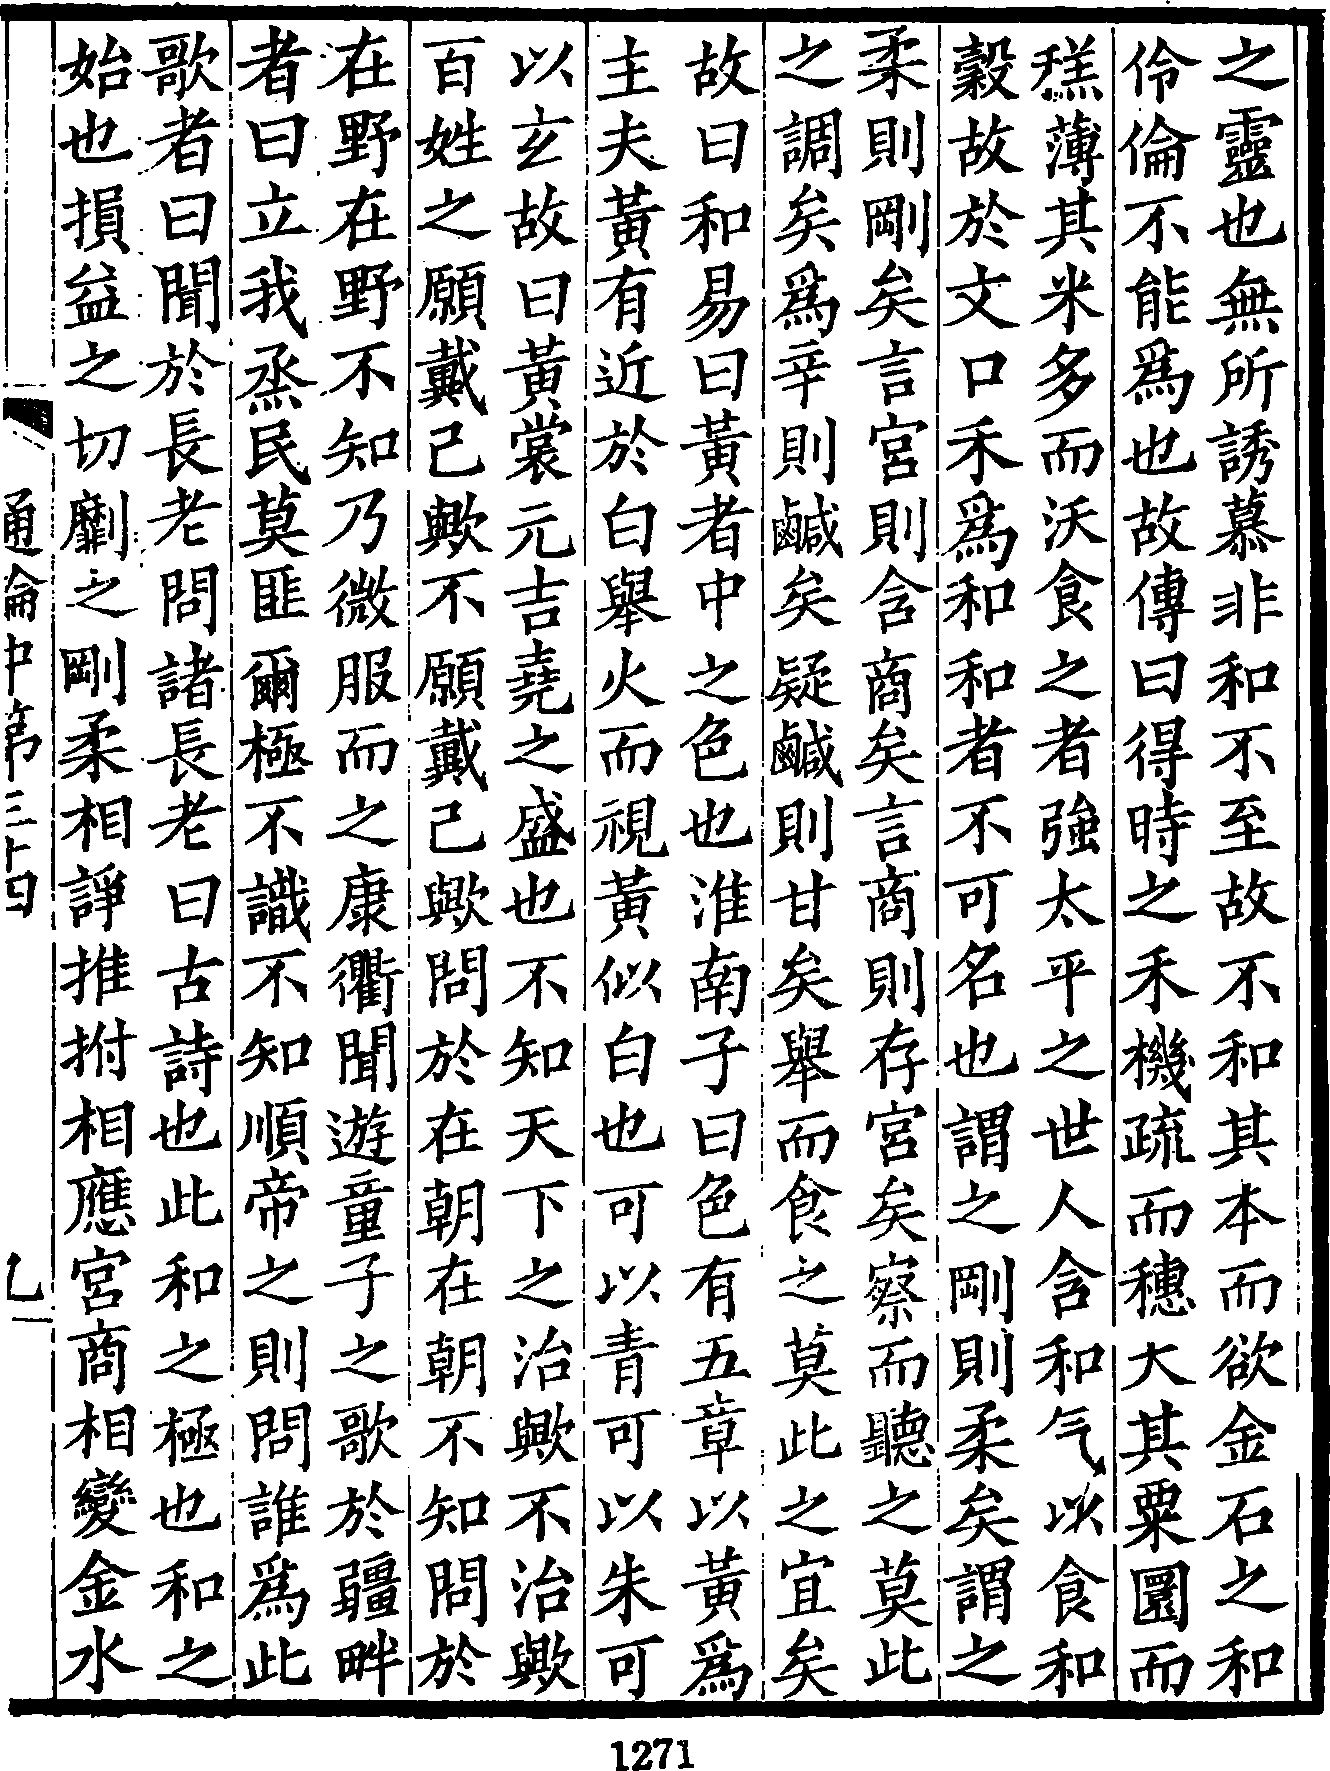 之靈也無所誘慕非和不至故不和其本而欲金石之和
伶倫不能爲也故傳曰得時之禾機疏而穗大其粟圜而
糕薄其米多而沃食之者強太平之世人含和气以食和
穀故於文口禾爲和和者不可名也謂之剛則柔矣謂之
柔則剛矣言宮則含商矣言商則存宮矣察而聽之莫此
之調矣爲辛則鹹矣疑鹹則甘矣舉而食之莫此之宜矣
故曰和易曰黃者中之色也淮南子曰色有五章以黃爲
主夫黃有近於白舉火而視黃似白也可以青可以朱可
以玄故曰黃裳元吉堯之盛也不知天下之治歟不治歟
百姓之願戴己歟不願戴己歟問於在朝在朝不知問於
在野在野不知乃微服而之康衢聞遊童子之歌於疆畔
者曰立我烝民莫匪爾極不識不知順帝之則問誰爲此
歌者曰聞於長老問諸長老曰古詩也此和之極也和之
始也損益之切劘之剛柔相諍推拊相應宮商相變金水
通論中第三十四
1271